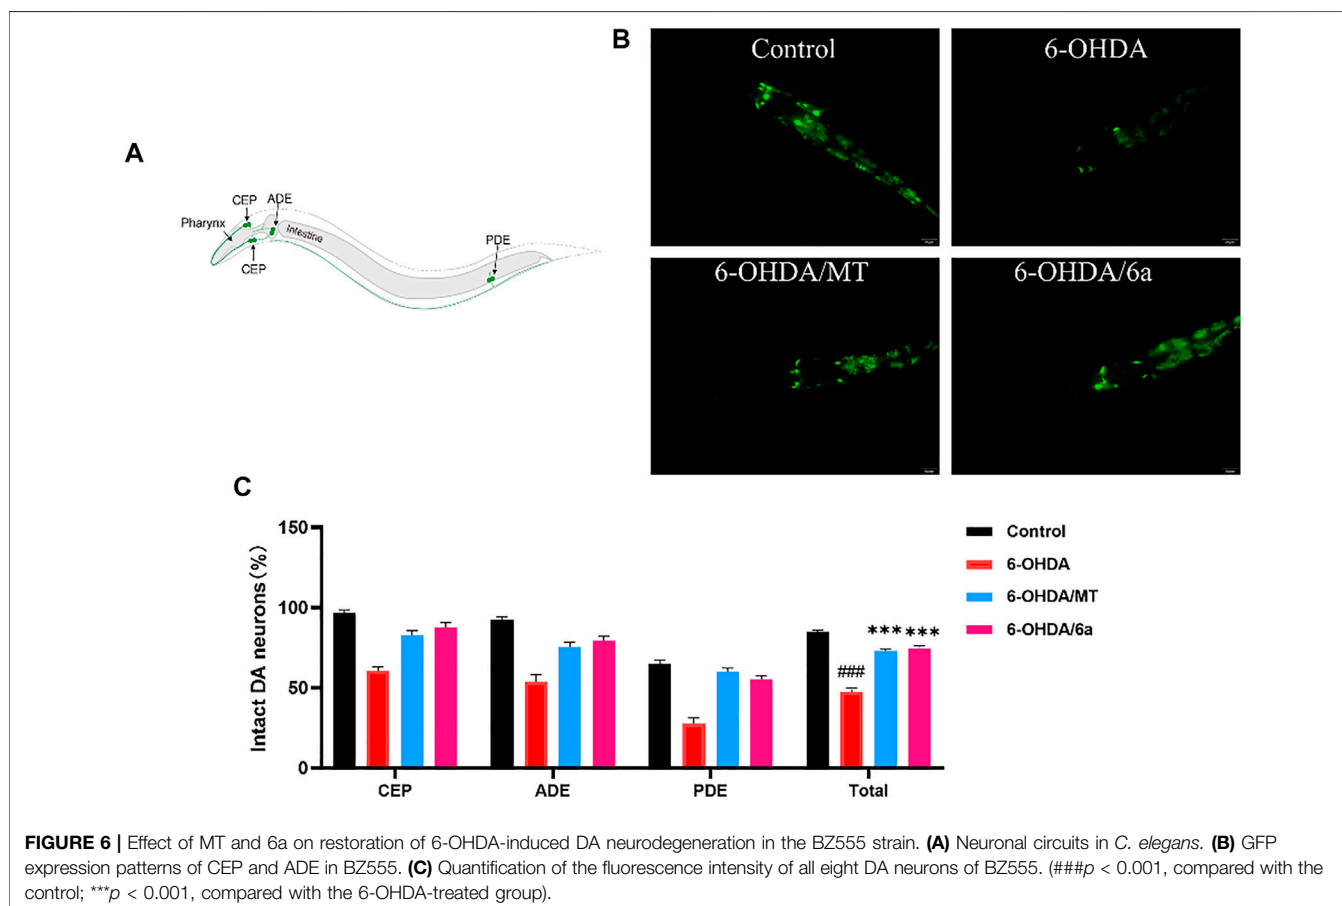 A
CEP
ADE
Pharynx
Intestine
CEP
PDE
B
Control
6-OHDA
6-OHDA/MT
6-OHDA/6a
C
Intact DA neurons (%)
150
100
50
0
###
***
***
CEP
ADE
PDE
Total
Control
6-OHDA
6-OHDA/MT
6-OHDA/6a
FIGURE 6 | Effect of MT and 6a on restoration of 6-OHDA-induced DA neurodegeneration in the BZ555 strain. (A) Neuronal circuits in C. elegans. (B) GFP
expression patterns of CEP and ADE in BZ555. (C) Quantification of the fluorescence intensity of all eight DA neurons of BZ555. (###p < 0.001, compared with the
control; ***p < 0.001, compared with the 6-OHDA-treated group).